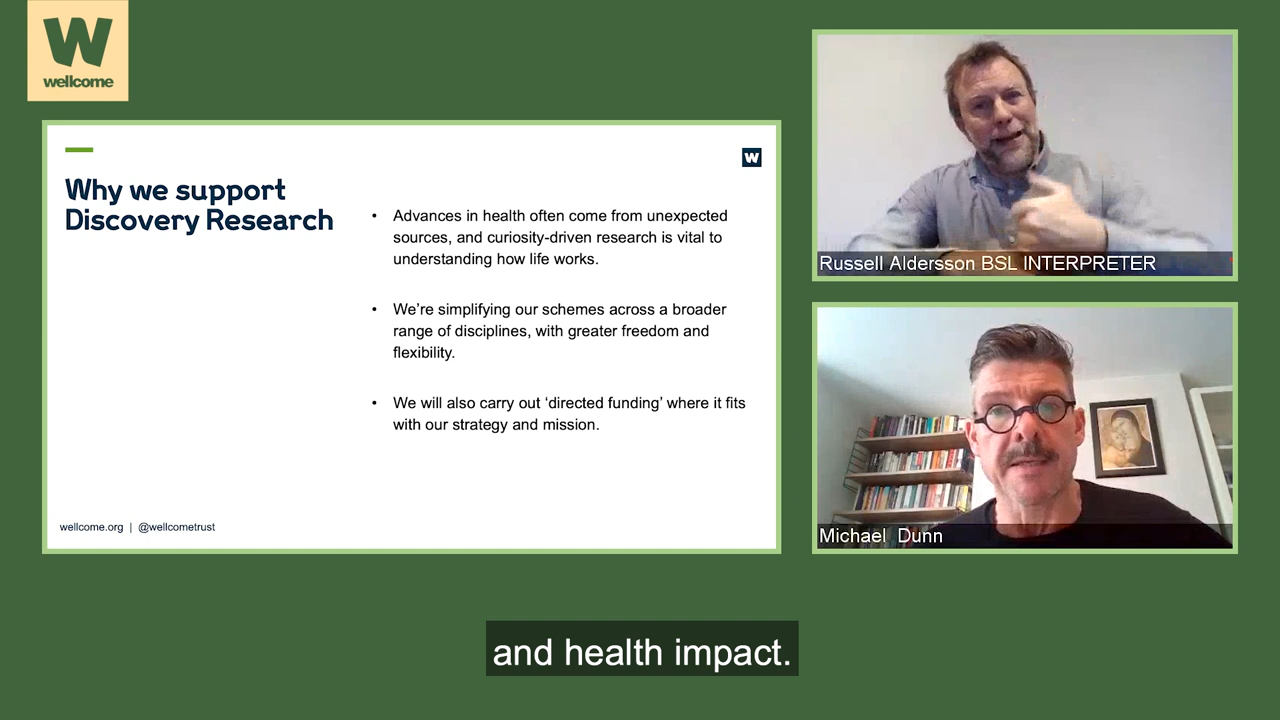 W
wellcome
W
Why we support
Discovery Research
• Advances in health often come from unexpected
sources, and curiosity-driven research is vital to
understanding how life works.
• We’re simplifying our schemes across a broader
range of disciplines, with greater freedom and
flexibility.
• We will also carry out ‘directed funding’ where it fits
with our strategy and mission.
wellcome.org | @wellcometrust
Russell Aldersson BSL INTERPRETER
Michael Dunn
and health impact.